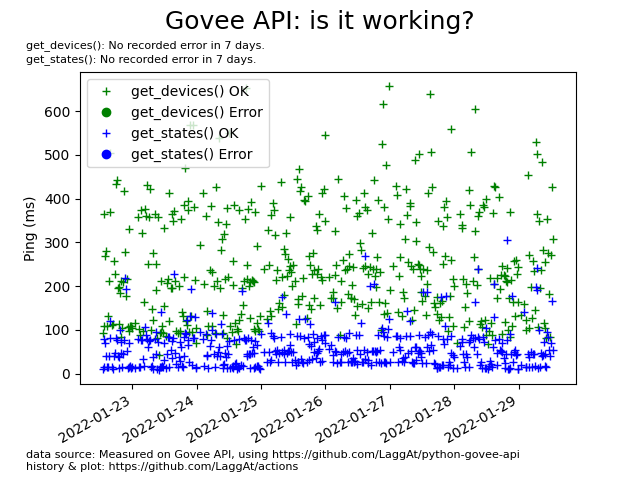 Govee API: is it working?
get_devices(): No recorded error in 7 days.
get_states(): No recorded error in 7 days.
get_devices() OK
get_devices() Error
get_states() OK
get_states() Error
Ping (ms)
600
500
400
300
200
100
0
2022-01-23
2022-01-24
2022-01-25
2022-01-26
2022-01-27
2022-01-28
2022-01-29
data source: Measured on Govee API, using https://github.com/LaggAt/python-govee-api
history & plot: https://github.com/LaggAt/actions